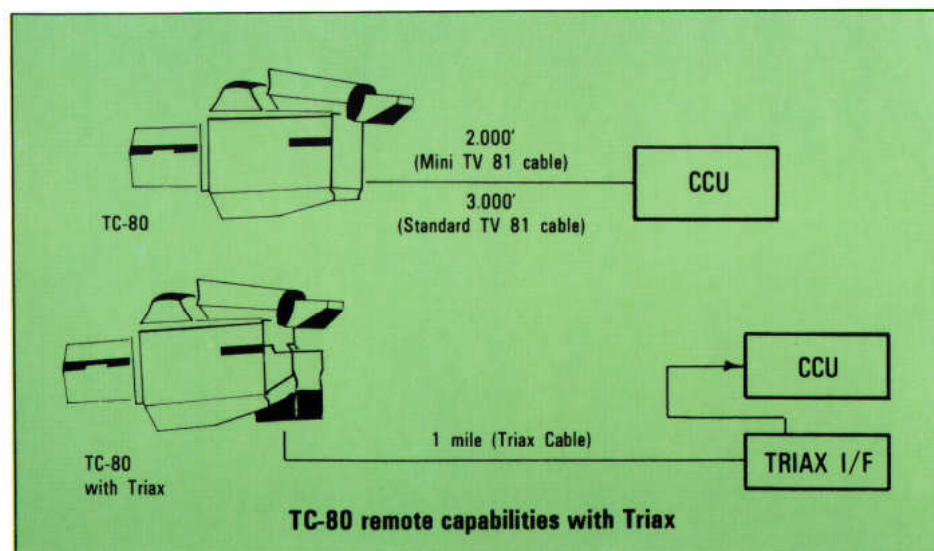 2.000'
(Mini TV 81 cable)
CCU
3.000'
(Standard TV 81 cable)
TC-80
CCU
1 mile (Triax Cable)
TRIAX I/F
TC-80
with Triax
TC-80 remote capabilities with Triax